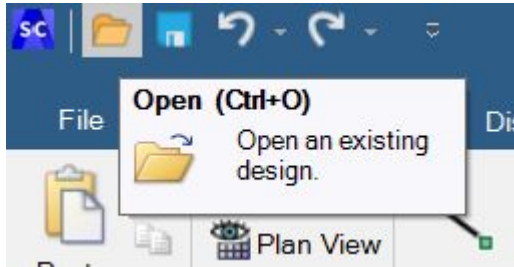 SC
Open (Ctrl+O)
File
Open an existing
design.
Plan View